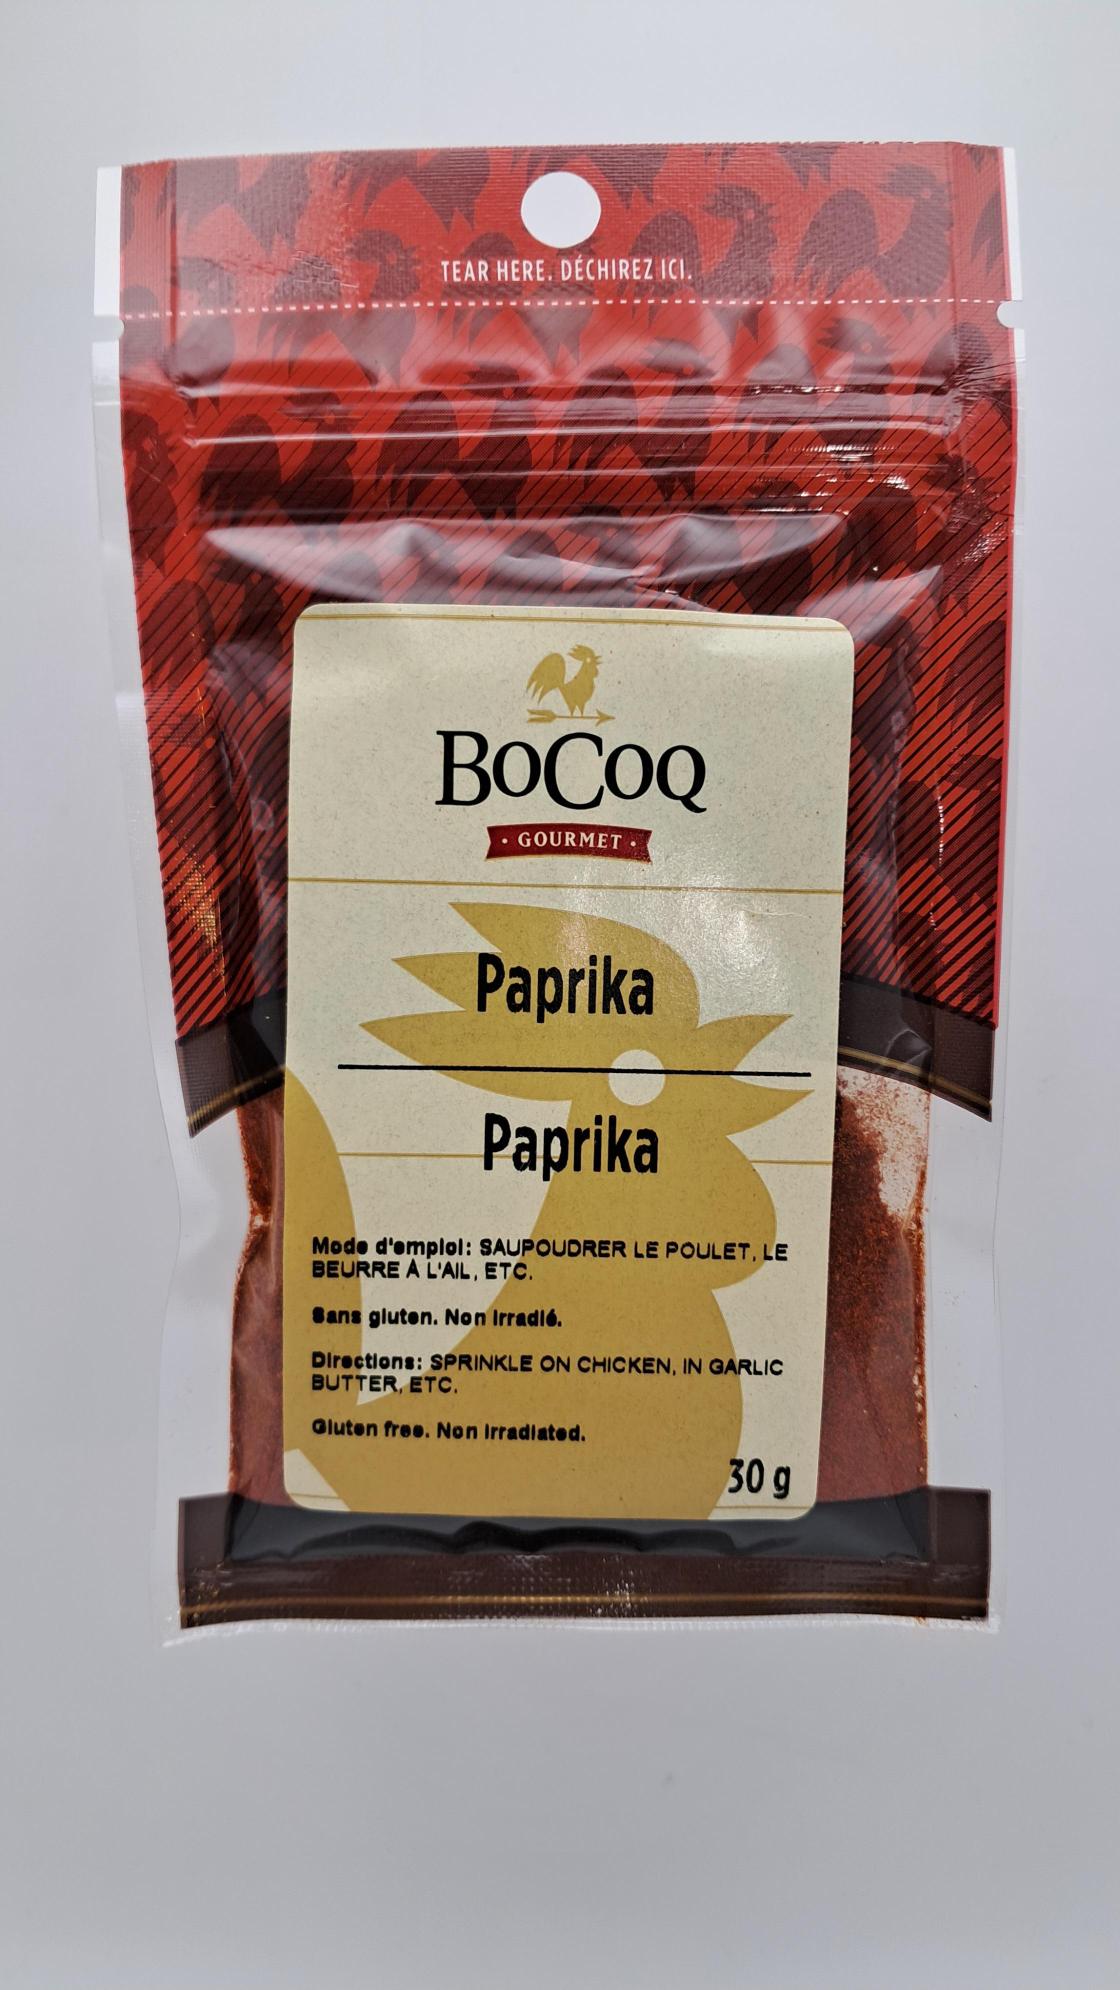 TEAR HERE. DÉCHIREZ ICI.
BOCOQ
· GOURMET ·
Paprika
Paprika
Mode d'emploi: SAUPOUDRER LE POULET, LE
BEURRE À L'AIL, ETC.
Sans gluten. Non irradié.
Directions: SPRINKLE ON CHICKEN, IN GARLIC
BUTTER, ETC.
Gluten free. Non irradiated.
30 g